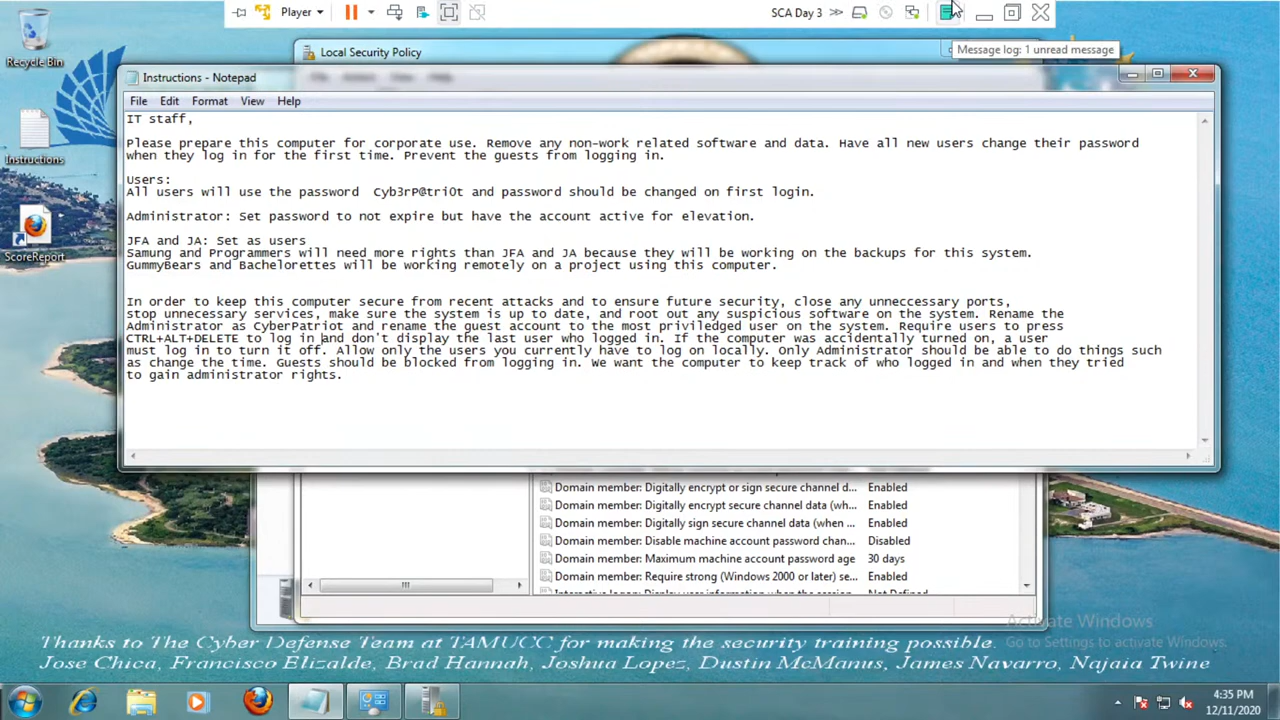 Player
SCA Day 3
Recycle Bin
Local Security Policy
Message log: 1 unread message
Instructions - Notepad
File Edit Format View Help
IT staff,
Please prepare this computer for corporate use. Remove any non-work related software and data. Have all new users change their password
when they log in for the first time. Prevent the guests from logging in.
Users:
All users will use the password  Cyb3rP@tri0t and password should be changed on first login.
Administrator: Set password to not expire but have the account active for elevation.
JFA and JA: Set as users
Samung and Programmers will need more rights than JFA and JA because they will be working on the backups for this system.
GummyBears and Bachelorettes will be working remotely on a project using this computer.
In order to keep this computer secure from recent attacks and to ensure future security, close any unneccessary ports,
stop unnecessary services, make sure the system is up to date, and root out any suspicious software on the system. Rename the
Administrator as CyberPatriot and rename the guest account to the most priviledged user on the system. Require users to press
CTRL+ALT+DELETE to log in and don't display the last user who logged in. If the computer was accidentally turned on, a user
must log in to turn it off. Allow only the users you currently have to log on locally. Only Administrator should be able to do things such
as change the time. Guests should be blocked from logging in. We want the computer to keep track of who logged in and when they tried
to gain administrator rights.
Instructions
ScoreReport
Domain member: Digitally encrypt or sign secure channel d... Enabled
Domain member: Digitally encrypt secure channel data (wh... Enabled
Domain member: Digitally sign secure channel data (when ... Enabled
Domain member: Disable machine account password chan... Disabled
Domain member: Maximum machine account password age 30 days
Domain member: Require strong (Windows 2000 or later) se... Enabled
Interactive logon: Display user information when the session Not Defined
Activate Windows
Go to Settings to activate Windows.
Thanks to The Cyber Defense Team at TAMUCC for making the security training possible.
Jose Chica, Francisco Elizalde, Brad Hannah, Joshua Lopez, Dustin McManus, James Navarro, Najaia Twine
4:35 PM
12/11/2020